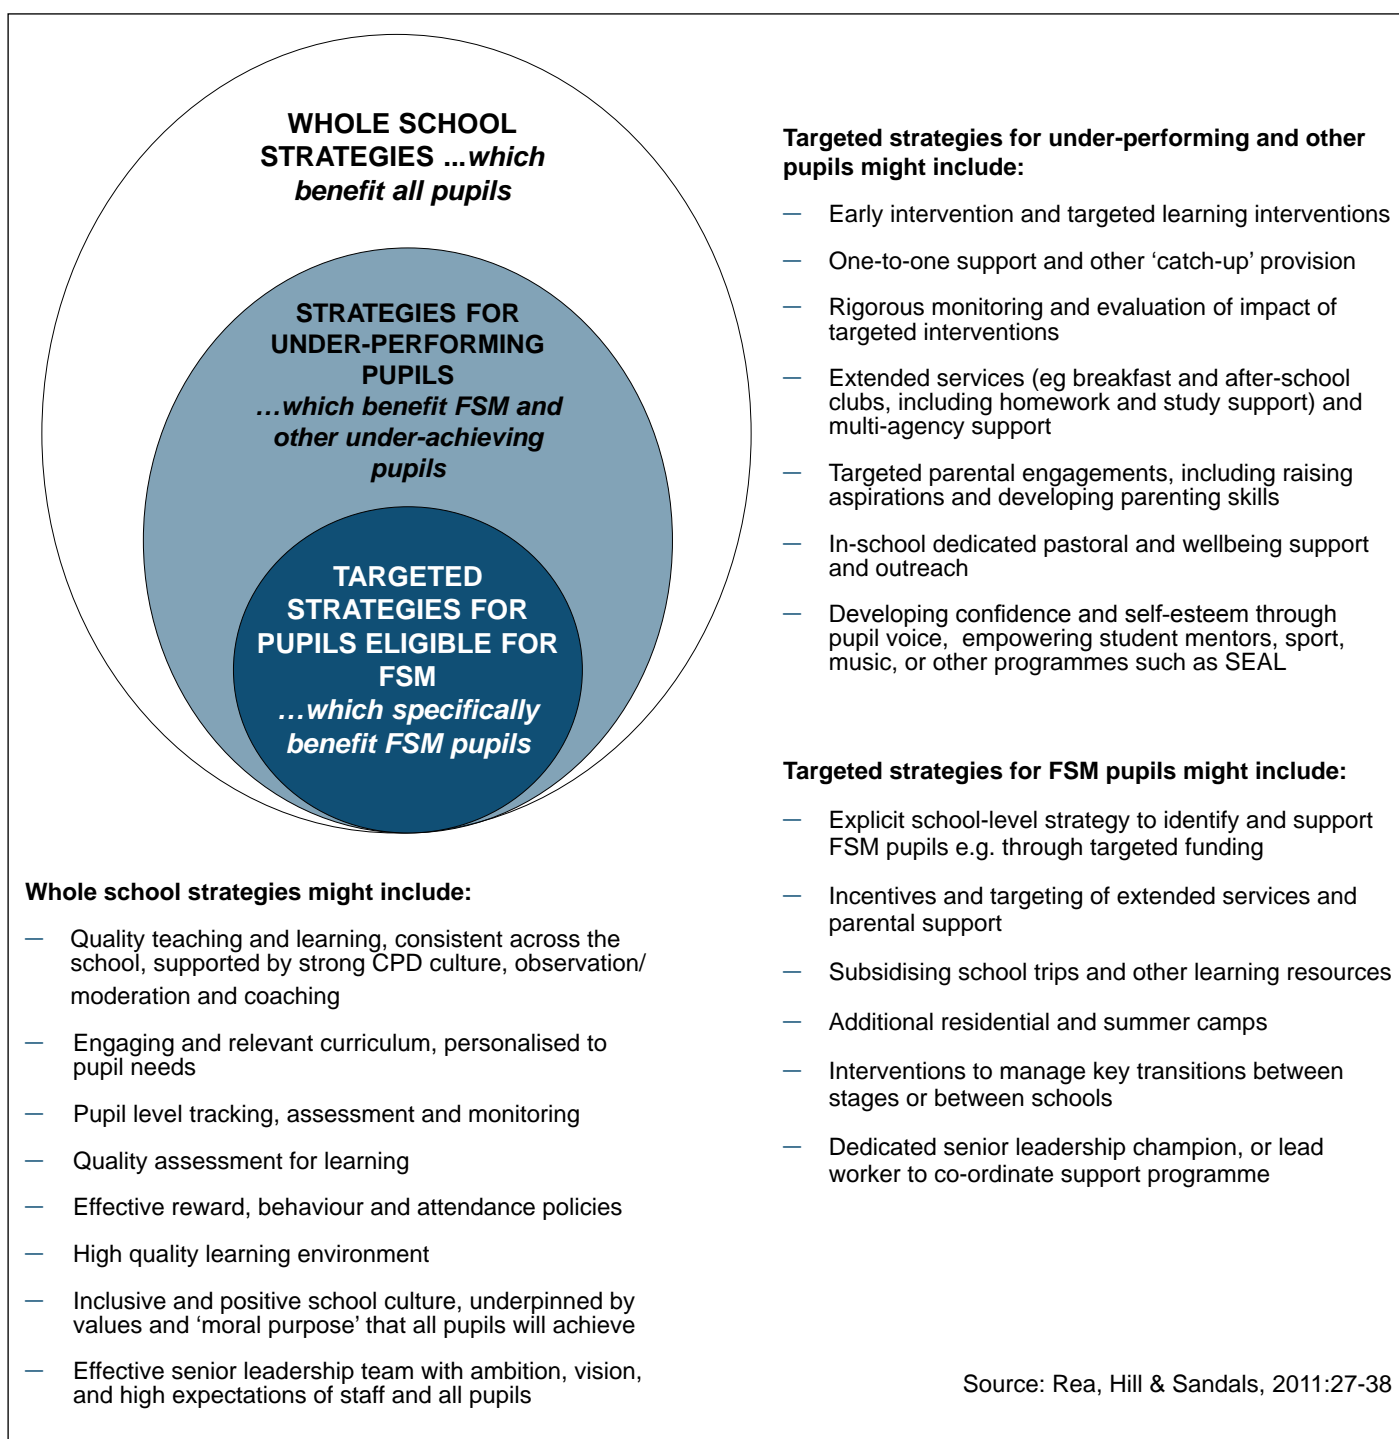 WHOLE SCHOOL
STRATEGIES ...which
benefit all pupils
STRATEGIES FOR
UNDER-PERFORMING
PUPILS
…which benefit FSM and
other under-achieving
pupils
TARGETED
STRATEGIES FOR
PUPILS ELIGIBLE FOR
FSM
…which specifically
benefit FSM pupils
Whole school strategies might include:
— Quality teaching and learning, consistent across the
school, supported by strong CPD culture, observation/
moderation and coaching
— Engaging and relevant curriculum, personalised to
pupil needs
— Pupil level tracking, assessment and monitoring
— Quality assessment for learning
— Effective reward, behaviour and attendance policies
— High quality learning environment
— Inclusive and positive school culture, underpinned by
values and ‘moral purpose’ that all pupils will achieve
— Effective senior leadership team with ambition, vision,
and high expectations of staff and all pupils
Targeted strategies for under-performing and other
pupils might include:
— Early intervention and targeted learning interventions
— One-to-one support and other ‘catch-up’ provision
— Rigorous monitoring and evaluation of impact of
targeted interventions
— Extended services (eg breakfast and after-school
clubs, including homework and study support) and
multi-agency support
— Targeted parental engagements, including raising
aspirations and developing parenting skills
— In-school dedicated pastoral and wellbeing support
and outreach
— Developing confidence and self-esteem through
pupil voice, empowering student mentors, sport,
music, or other programmes such as SEAL
Targeted strategies for FSM pupils might include:
— Explicit school-level strategy to identify and support
FSM pupils e.g. through targeted funding
— Incentives and targeting of extended services and
parental support
— Subsidising school trips and other learning resources
— Additional residential and summer camps
— Interventions to manage key transitions between
stages or between schools
— Dedicated senior leadership champion, or lead
worker to co-ordinate support programme
Source: Rea, Hill & Sandals, 2011:27-38